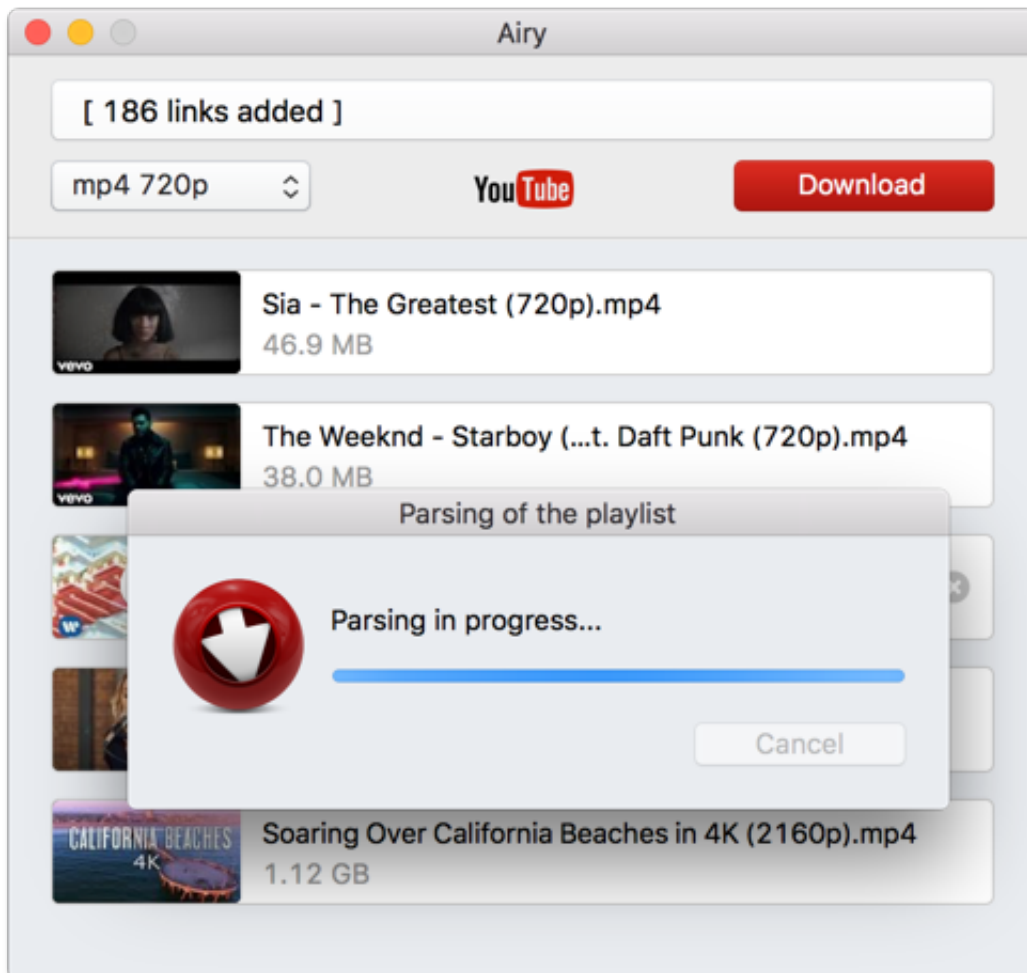 Airy
[ 186 links added ]
mp4 720p
YouTube
Download
vevo
Sia - The Greatest (720p).mp4
46.9 MB
vevo
The Weeknd - Starboy (...t. Daft Punk (720p).mp4
38.0 MB
Parsing of the playlist
W
Parsing in progress...
Cancel
CALIFORNIA BEACHES
4K
Soaring Over California Beaches in 4K (2160p).mp4
1.12 GB